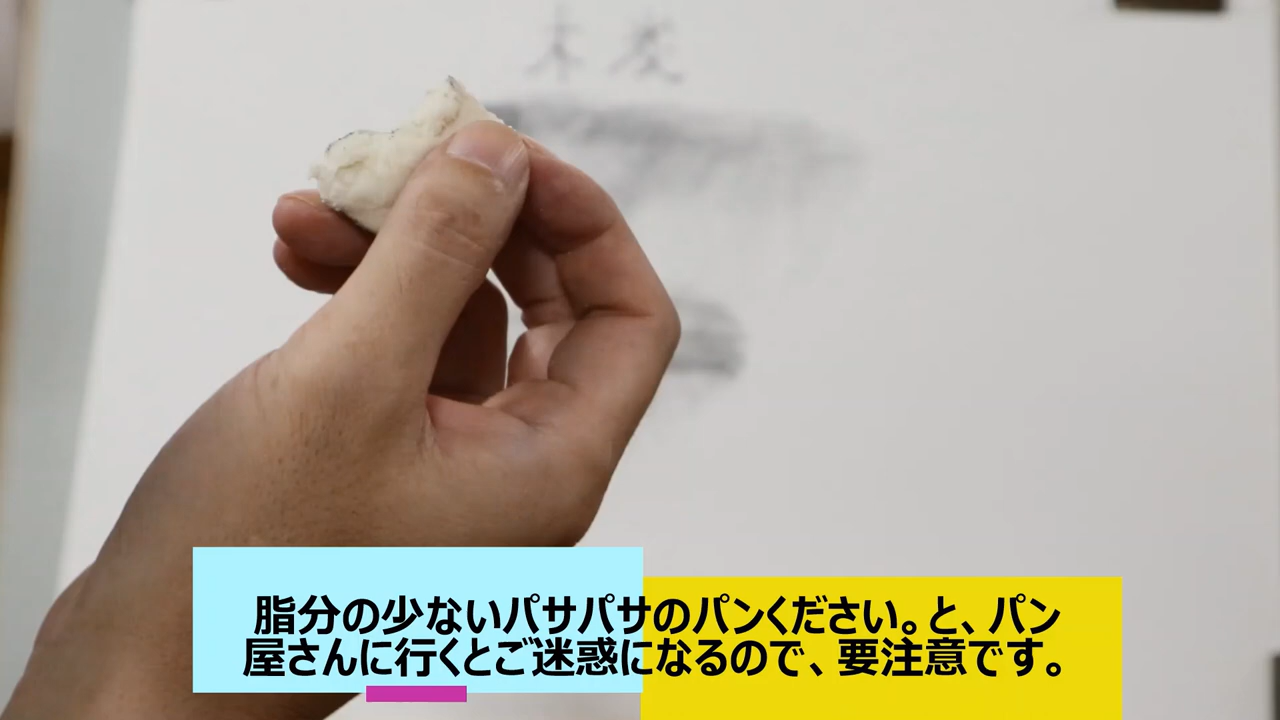 木炭
脂分の少ないパサパサのパンください。と、パン
屋さんに行くとご迷惑になるので、要注意です。